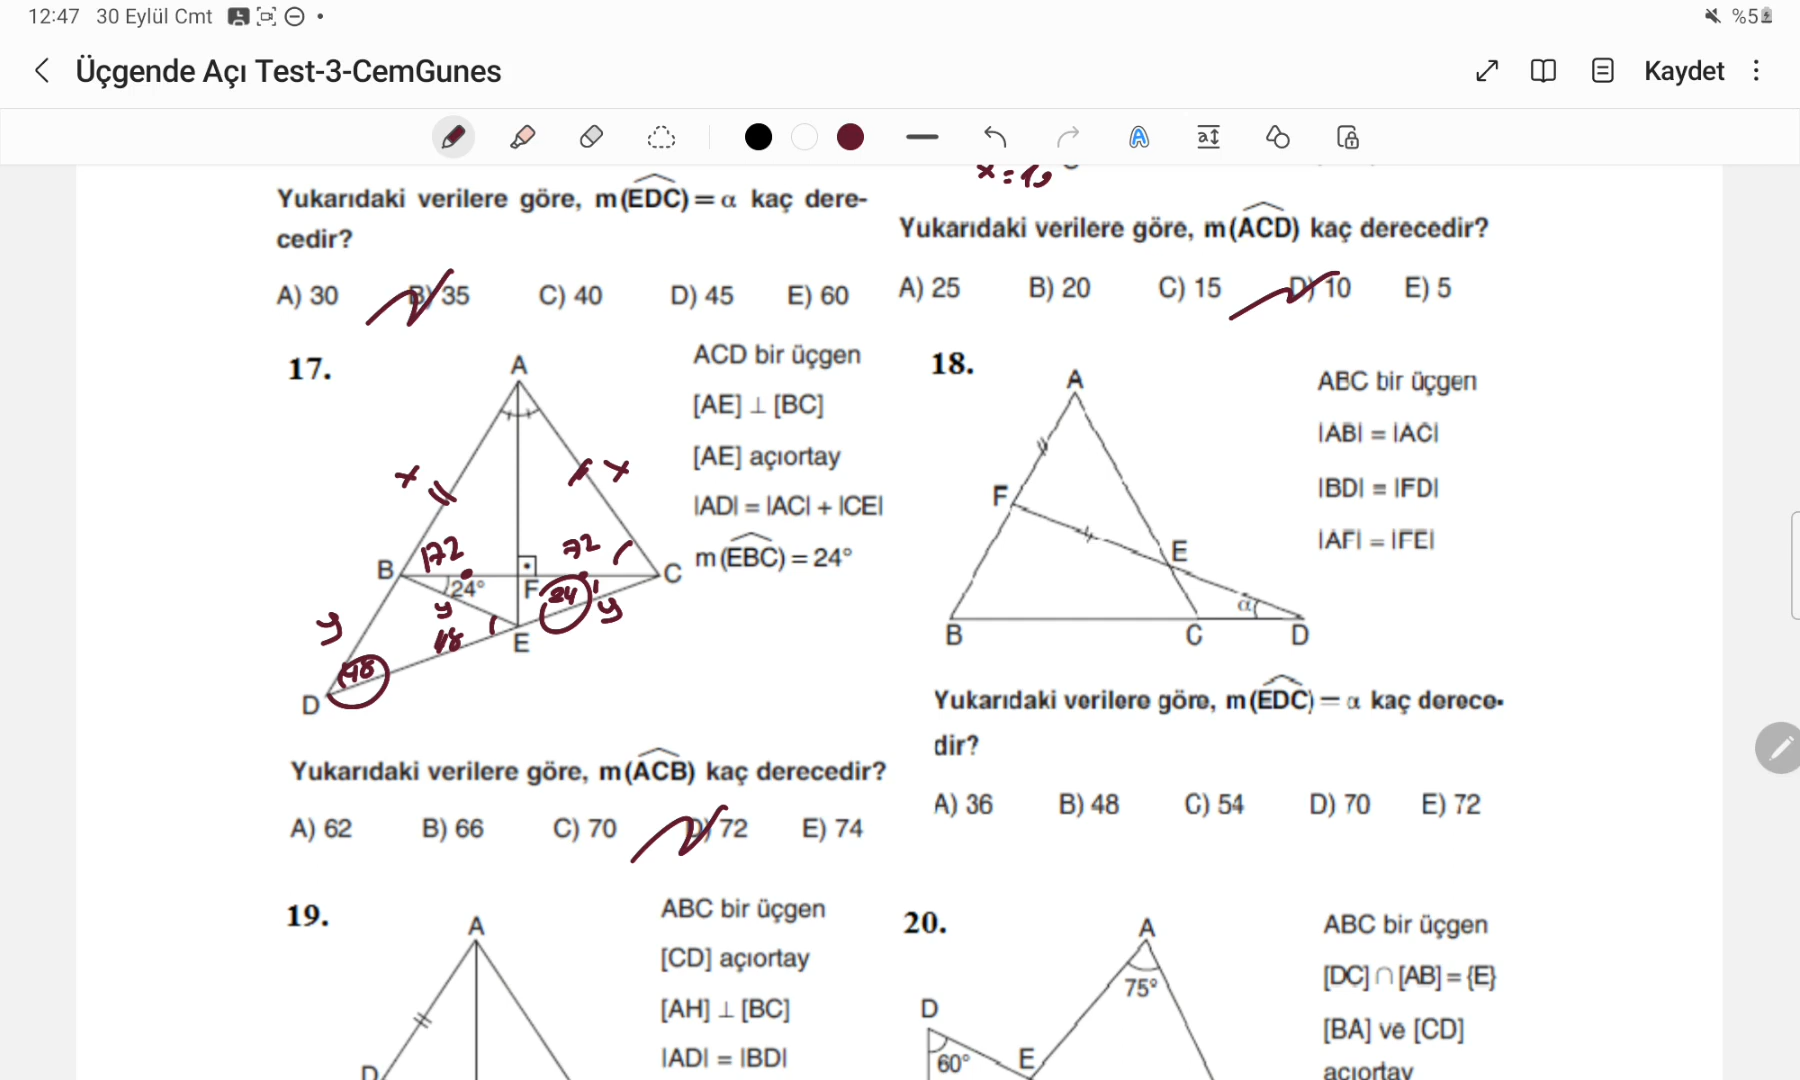 12:47 30 Eylül Cmt
%5
Üçgende Açı Test-3-CemGunes
Kaydet
Yukarıdaki verilere göre, m(EDC) = α kaç dere-
cedir?
A) 30 B) 35 C) 40 D) 45 E) 60
17.
A
B
C
D
E
F
24°
x
x
72
72
24
y
y
y
48
48
ACD bir üçgen
[AE] ⊥ [BC]
[AE] açıortay
|AD| = |AC| + |CE|
m(EBC) = 24°
Yukarıdaki verilere göre, m(ACB) kaç derecedir?
A) 62 B) 66 C) 70 D) 72 E) 74
19.
A
D
ABC bir üçgen
[CD] açıortay
[AH] ⊥ [BC]
|AD| = |BD|
x = 10
Yukarıdaki verilere göre, m(ACD) kaç derecedir?
A) 25 B) 20 C) 15 D) 10 E) 5
18.
A
F
E
B
C
D
α
ABC bir üçgen
|AB| = |AC|
|BD| = |FD|
|AF| = |FE|
Yukarıdaki verilere göre, m(EDC) = α kaç derece-
dir?
A) 36 B) 48 C) 54 D) 70 E) 72
20.
A
75°
D
60°
E
ABC bir üçgen
[DC] ∩ [AB] = {E}
[BA] ve [CD]
açıortay